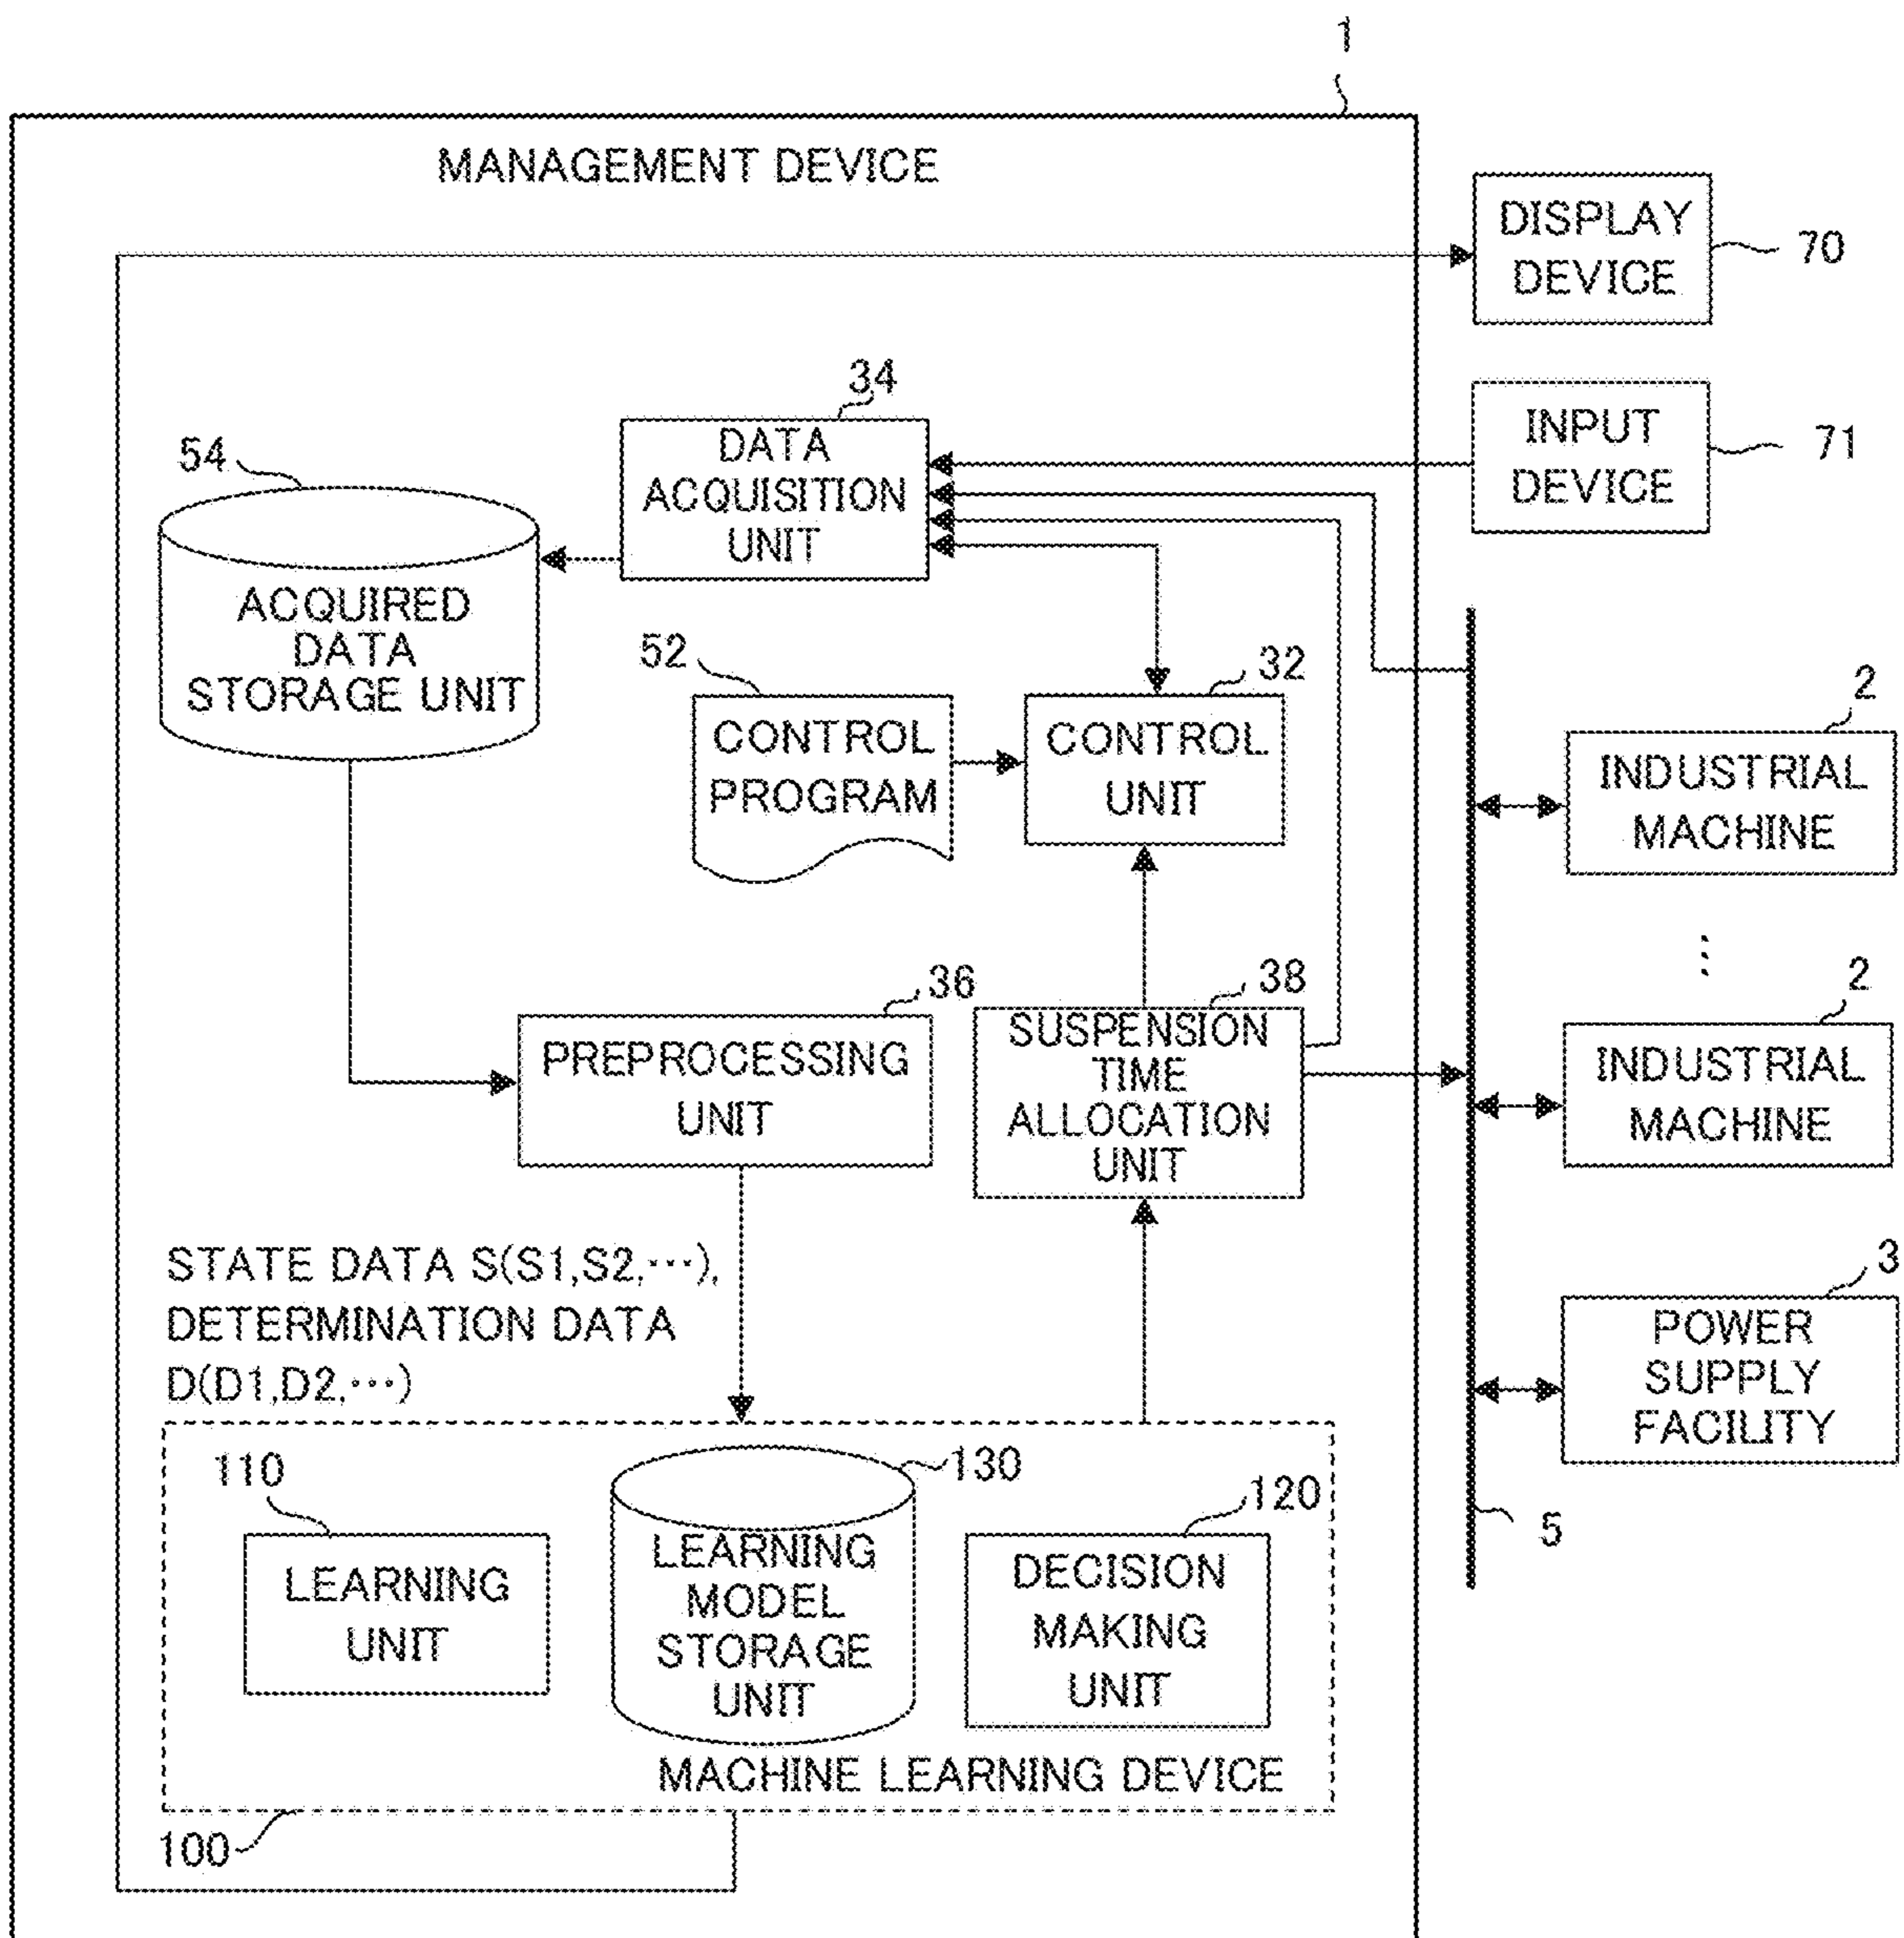 1
MANAGEMENT DEVICE
DISPLAY
DEVICE
70
34
INPUT
DEVICE
71
54
DATA
ACQUISITION
UNIT
ACQUIRED
DATA
STORAGE UNIT
52
32
CONTROL
PROGRAM
CONTROL
UNIT
2
INDUSTRIAL
MACHINE
⋮
36
38
2
PREPROCESSING
UNIT
SUSPENSION
TIME
ALLOCATION
UNIT
INDUSTRIAL
MACHINE
STATE DATA S(S1,S2,⋯),
DETERMINATION DATA
D(D1,D2,⋯)
3
POWER
SUPPLY
FACILITY
110
130
120
5
LEARNING
UNIT
LEARNING
MODEL
STORAGE
UNIT
DECISION
MAKING
UNIT
MACHINE LEARNING DEVICE
100